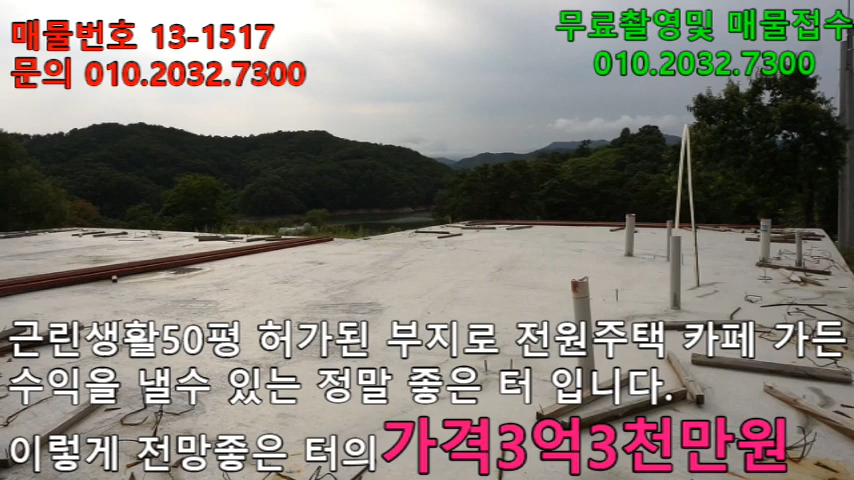 매물번호 13-1517
문의 010.2032.7300
무료촬영및 매물접수
010.2032.7300
근린생활50평 허가된 부지로 전원주택 카페 가든
수익을 낼수 있는 정말 좋은 터 입니다.
이렇게 전망좋은 터의가격3억3천만원